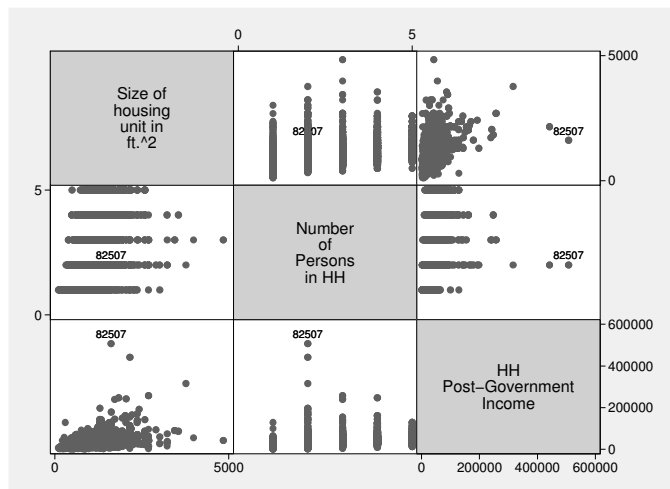 0 5
Size of
housing
unit in
ft.^2
82507
82507
5000
0
5
0
82507
Number
of
Persons
in HH
82507
82507
82507
HH
Post−Government
Income
600000
400000
200000
0
0 5000
0 200000 400000 600000